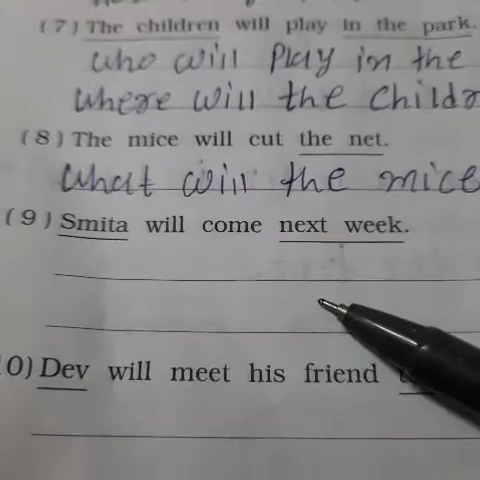 (7) The children will play in the park.
who will play in the
where will the child
(8) The mice will cut the net.
what will the mice
(9) Smita will come next week.
0) Dev will meet his friend